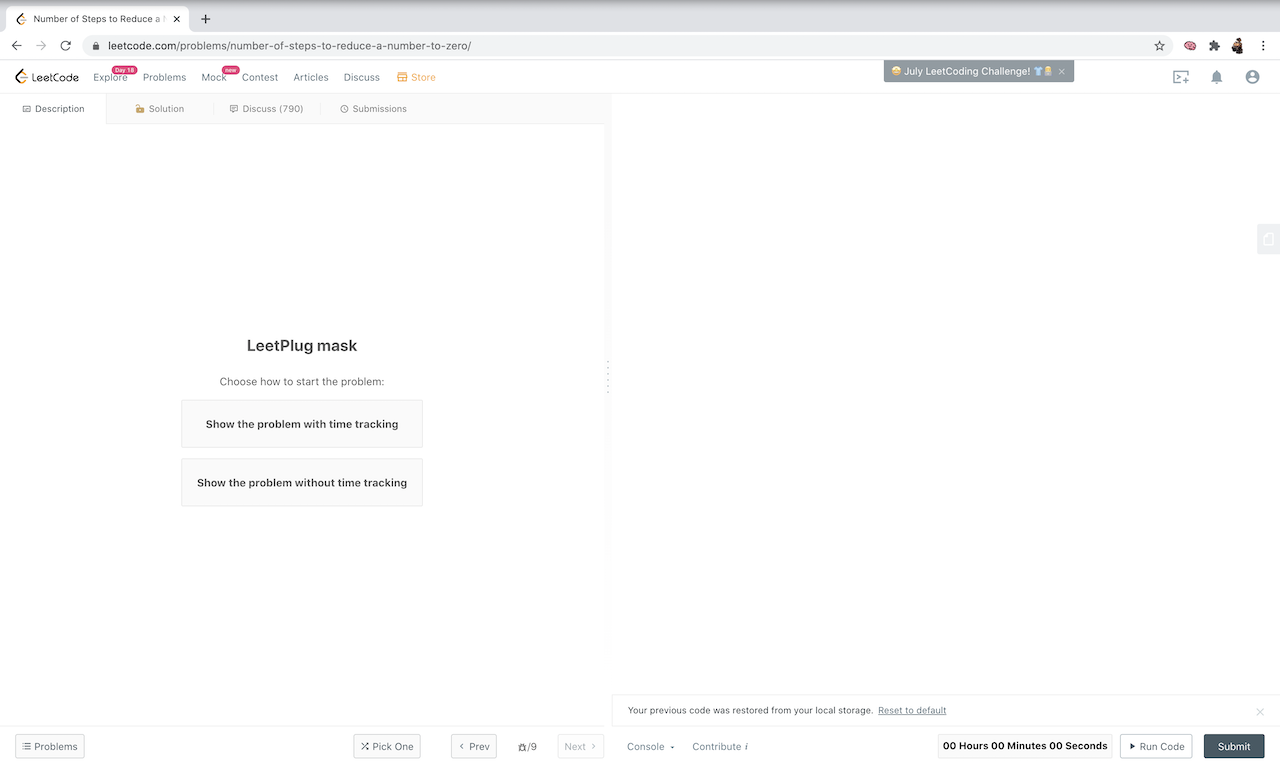 Number of Steps to Reduce a
leetcode.com/problems/number-of-steps-to-reduce-a-number-to-zero/
LeetCode
Explore Day 18 Problems Mock new Contest Articles Discuss Store
July LeetCoding Challenge!
Description Solution Discuss (790) Submissions
LeetPlug mask
Choose how to start the problem:
Show the problem with time tracking
Show the problem without time tracking
Your previous code was restored from your local storage. Reset to default
Problems Pick One Prev /9 Next Console Contribute i 00 Hours 00 Minutes 00 Seconds Run Code Submit